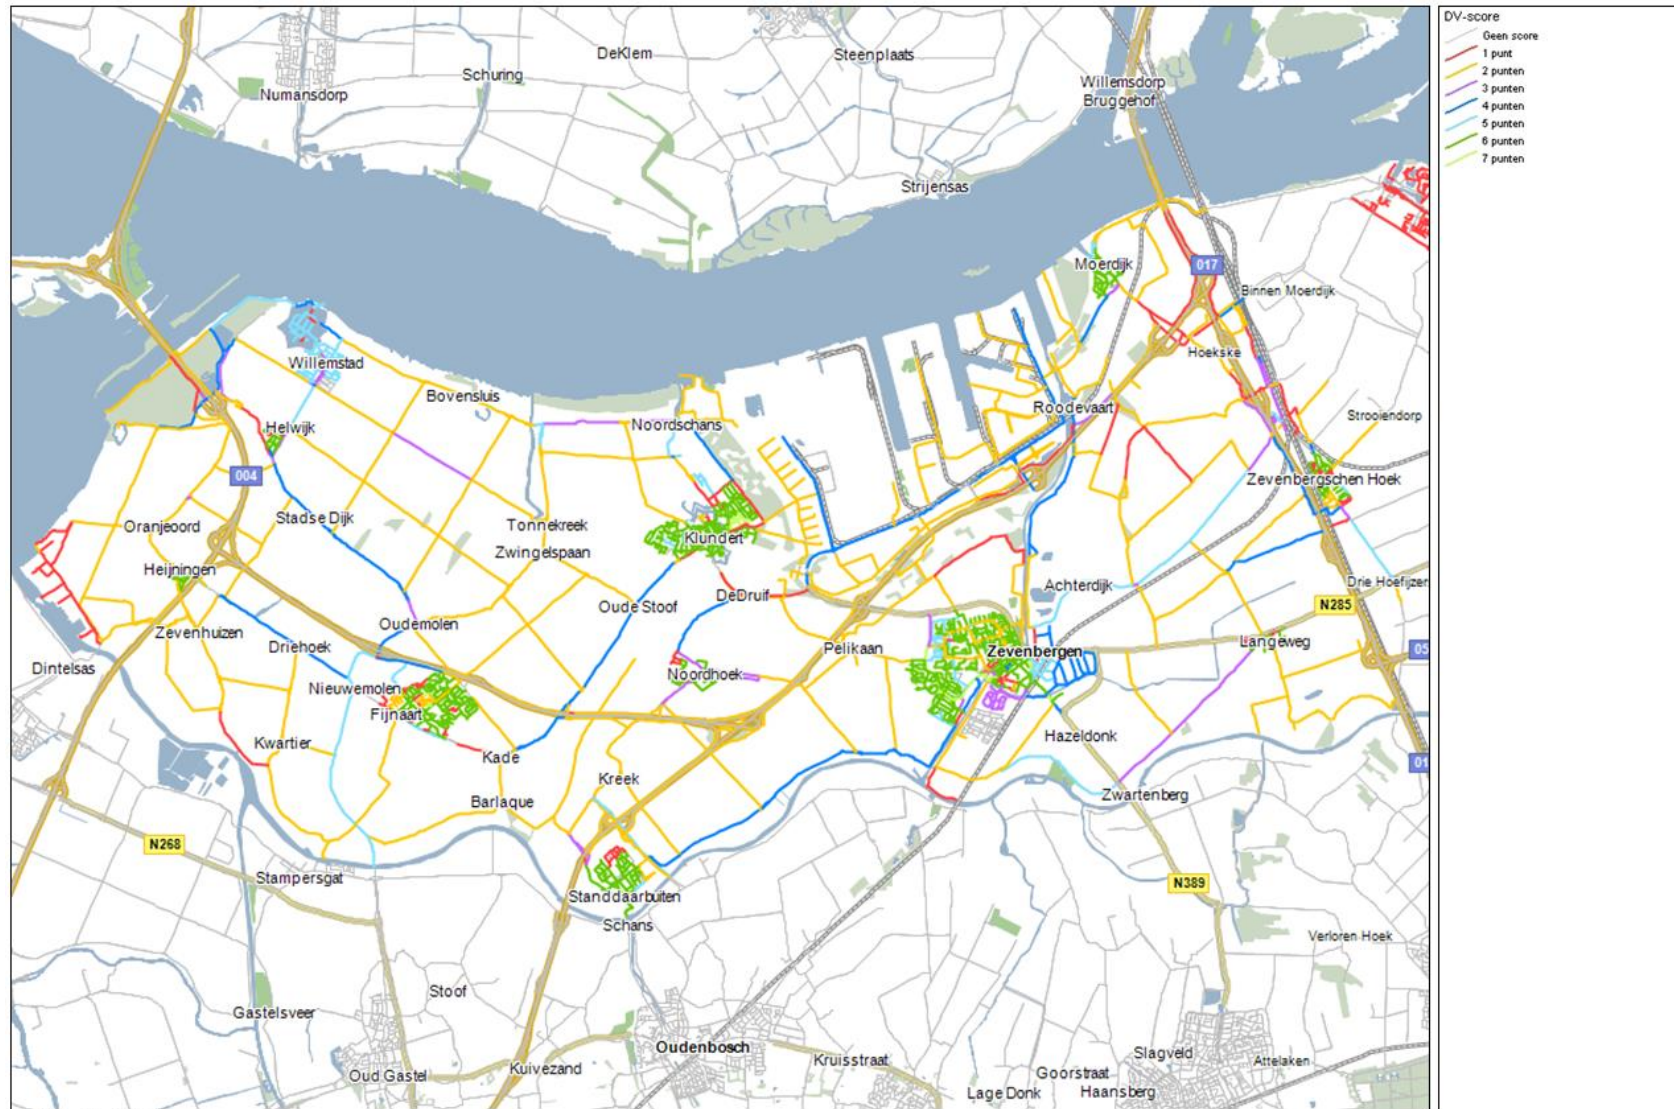 DeKlem
Steenplaats
Schuring
Numansdorp
Willemsdorp
Bruggehof
Strijensas
Moerdijk
017
Binnen Moerdijk
Hoekske
Willemstad
Bovensluis
Roodevaart
Strooiendorp
Helwijk
Noordschans
004
Zevenbergschen Hoek
Oranjeoord
Stadse Dijk
Tonnekreek
Klundert
Zwingelspaan
Heijningen
Achterdijk
Drie Hoefijzer
DeDruif
Oude Stoof
N285
Oudemolen
Zevenhuizen
Driehoek
Pelikaan
Zevenbergen
Langeweg
05
Dintelsas
Noordhoek
Nieuwemolen
Fijnaart
Kwartier
Hazeldonk
Kade
01
Kreek
Barlaque
Zwartenberg
N268
Stampersgat
N389
Standdaarbuiten
Schans
Verloren Hoek
Stoof
Gastelsveer
Oudenbosch
Slagveld
Kruisstraat
Attelaken
Kuivezand
Oud Gastel
Goorstraat
Lage Donk
Haansberg
DV-score
Geen score
1 punt
2 punten
3 punten
4 punten
5 punten
6 punten
7 punten